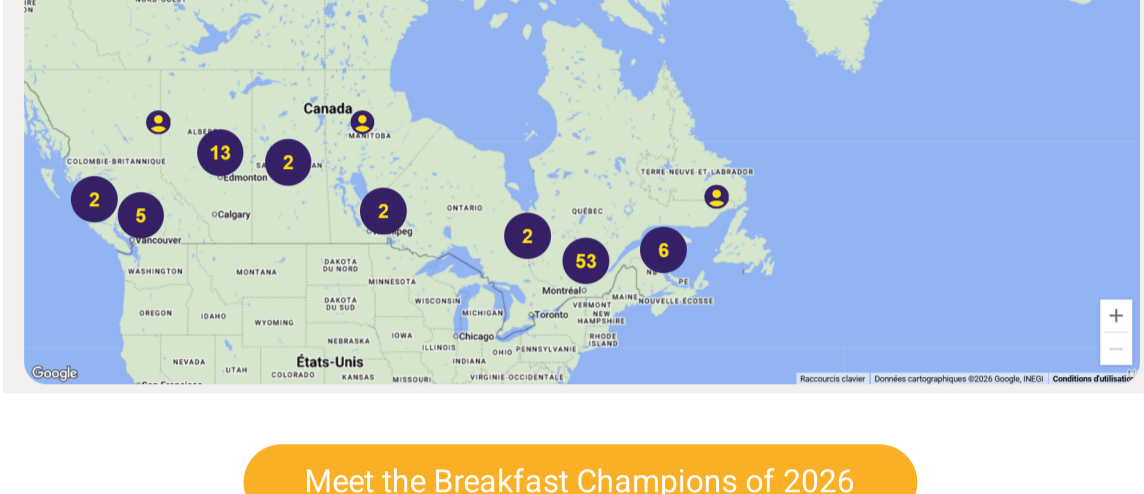 NORD-OUEST
Canada
MANITOBA
13
2
COLOMBIE-BRITANNIQUE
Edmonton
TERRE-NEUVE-ET-LABRADOR
2
5
Calgary
2
ONTARIO
QUÉBEC
2
53
6
Vancouver
WASHINGTON
MONTANA
DAKOTA
DU NORD
MINNESOTA
NB
PE
Montréal
MAINE
NOUVELLE-ÉCOSSE
OREGON
IDAHO
WYOMING
DAKOTA
DU SUD
WISCONSIN
MICHIGAN
Toronto
VERMONT
NEW
HAMPSHIRE
NEBRASKA
IOWA
Chicago
ILLINOIS
RHODE
ISLAND
NEVADA
UTAH
États-Unis
COLORADO
KANSAS
MISSOURI
INDIANA
OHIO
PENNSYLVANIE
VIRGINIE-OCCIDENTALE
Google
Raccourcis clavier
Données cartographiques ©2026 Google, INEGI
Conditions d'utilisation
Meet the Breakfast Champions of 2026